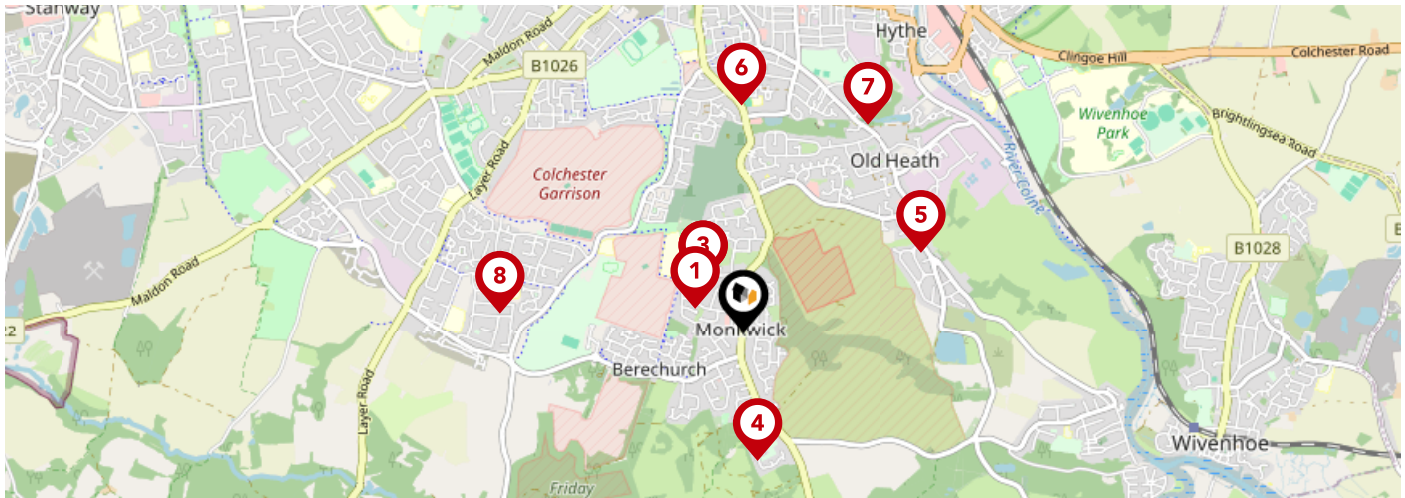 Stanway
Maldon Road
B1026
Hythe
Clingoe Hill
Colchester Road
6
7
Wivenhoe
Park
Brightlingsea Road
Colchester
Garrison
Layer Road
Old Heath
River Colne
5
3
1
8
B1028
Maldon Road
Monkwick
Berechurch
Layer Road
4
Wivenhoe
Friday